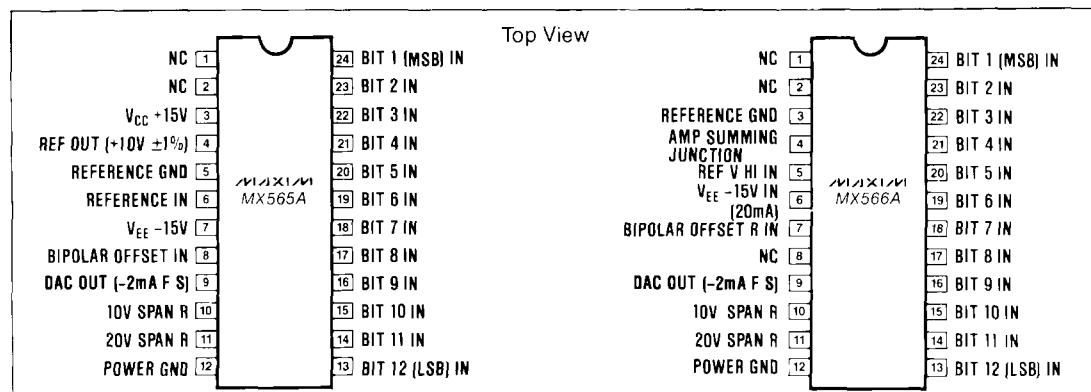 Top View
NC 1
NC 2
VCC +15V 3
REF OUT (+10V ±1%) 4
REFERENCE GND 5
REFERENCE IN 6
VEE -15V 7
BIPOLAR OFFSET IN 8
DAC OUT (-2mA F S) 9
10V SPAN R 10
20V SPAN R 11
POWER GND 12
MAXIM
MX565A
24 BIT 1 (MSB) IN
23 BIT 2 IN
22 BIT 3 IN
21 BIT 4 IN
20 BIT 5 IN
19 BIT 6 IN
18 BIT 7 IN
17 BIT 8 IN
16 BIT 9 IN
15 BIT 10 IN
14 BIT 11 IN
13 BIT 12 (LSB) IN
NC 1
NC 2
REFERENCE GND 3
AMP SUMMING
JUNCTION 4
REF V HI IN 5
VEE -15V IN 6
(20mA)
BIPOLAR OFFSET R IN 7
NC 8
DAC OUT (-2mA F S) 9
10V SPAN R 10
20V SPAN R 11
POWER GND 12
MAXIM
MX566A
24 BIT 1 (MSB) IN
23 BIT 2 IN
22 BIT 3 IN
21 BIT 4 IN
20 BIT 5 IN
19 BIT 6 IN
18 BIT 7 IN
17 BIT 8 IN
16 BIT 9 IN
15 BIT 10 IN
14 BIT 11 IN
13 BIT 12 (LSB) IN